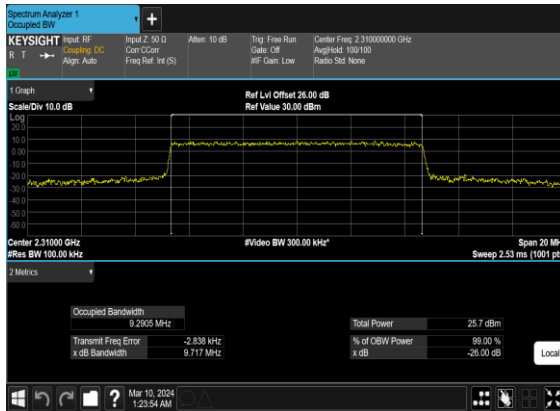 Spectrum Analyzer 1
Occupied BW
KEYSIGHT Input: RF Input Z: 50 Ω Atten: 10 dB Trig: Free Run Center Freq: 2.310000000 GHz
R T Coupling: DC Corr CCorr Gate: Off Avg|Hold: 100/100
Align: Auto Freq Ref: Int (S) #IF Gain: Low Radio Std: None
1 Graph
Ref Lvl Offset 26.00 dB
Scale/Div 10.0 dB Ref Value 30.00 dBm
Log
20.0
10.0
0.00
-10.0
-20.0
-30.0
-40.0
-50.0
-60.0
Center 2.31000 GHz #Video BW 300.00 kHz* Span 20 MH
#Res BW 100.00 kHz Sweep 2.53 ms (1001 pt
2 Metrics
Occupied Bandwidth
9.2905 MHz Total Power 25.7 dBm
Transmit Freq Error -2.838 kHz % of OBW Power 99.00 %
x dB Bandwidth 9.717 MHz x dB -26.00 dB
Local
Mar 10, 2024
1:23:54 AM
?